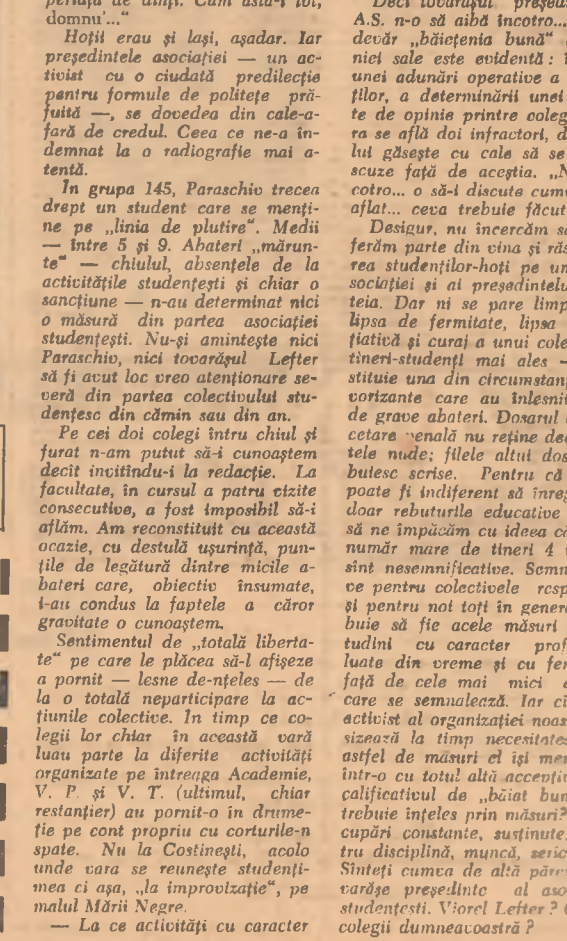 periuța de dinți. Cam asta-i tot,
domnu'..."
Hoții erau și lași, așadar. Iar
președintele asociației — un ac-
tivist cu o ciudată predilecție
pentru formule de politețe pră-
fuită —, se dovedea din cale-a-
fară de credul. Ceea ce ne-a în-
demnat la o radiografie mai a-
tentă.
In grupa 145, Paraschiv trecea
drept un student care se menți-
ne pe „linia de plutire". Medii
— între 5 și 9. Abateri „mărun-
te" — chiulul, absențele de la
activitățile studențești și chiar o
sancțiune — n-au determinat nici
o măsură din partea asociației
studențești. Nu-și amintește nici
Paraschiv, nici tovarășul Lefter
să fi avut loc vreo atenționare se-
veră din partea colectivului stu-
dențesc din cămin sau din an.
Pe cei doi colegi întru chiul și
furat n-am putut să-i cunoaștem
decît invitîndu-i la redacție. La
facultate, în cursul a patru vizite
consecutive, a fost imposibil să-i
aflăm. Am reconstituit cu această
ocazie, cu destulă ușurință, pun-
țile de legătură dintre micile a-
bateri care, obiectiv însumate,
i-au condus la faptele a căror
gravitate o cunoaștem.
Sentimentul de „totală liberta-
te" pe care le plăcea să-l afișeze
a pornit — lesne de-nțeles — de
la o totală neparticipare la ac-
țiunile colective. In timp ce co-
legii lor chiar în această vară
luau parte la diferite activități
organizate pe întreaga Academie,
V. P. și V. T. (ultimul, chiar
restanțier) au pornit-o în drume-
ție pe cont propriu cu corturile-n
spate. Nu la Costinești, acolo
unde vara se reunește studenți-
mea ci așa, „la improvizație", pe
malul Mării Negre.
— La ce activități cu caracter
Deci tovarășul președ
A.S. n-o să aibă încotro...
devăr „băiețenia bună"
niei sale este evidentă :
unei adunări operative a
ților, a determinării unei
te de opinie printre coleg
ra se află doi infractori, d
lui găsește cu cale să se
scuze față de aceștia. „N
cotro... o să-i discute cum
aflat... ceva trebuie făcut
Desigur, nu încercăm s
ferăm parte din vina și răs
rea studenților-hoți pe un
sociației și al președintelu
teia. Dar ni se pare limp
lipsa de fermitate, lipsa
țiativă și curaj a unui cole
tineri-studenți mai ales —
stituie una din circumstan
vorizante care au înlesnit
de grave abateri. Dosarul
cetare penală nu reține dec
tele nude; filele altui dos
buiesc scrise. Pentru că
poate fi indiferent să înreg
doar rebuturile educative
să ne împăcăm cu ideea că
număr mare de tineri 4
sînt nesemnificative. Semn
ve pentru colectivele resp
și pentru noi toți în gener
buie să fie acele măsuri
tudini cu caracter prof
luate din vreme și cu fer
față de cele mai mici
care se semnalează. Iar ci
activist al organizației noas
sizează la timp necesitatea
astfel de măsuri el își mer
într-o cu totul altă accepțiu
calificativul de „băiat bun
trebuie înțeles prin măsuri?
cupări constante, susținute.
tru disciplină, muncă, seric
Sînteți cumva de altă păre
varășe președinte al aso
studențești. Viorel Lefter ?
colegii dumneavoastră ?